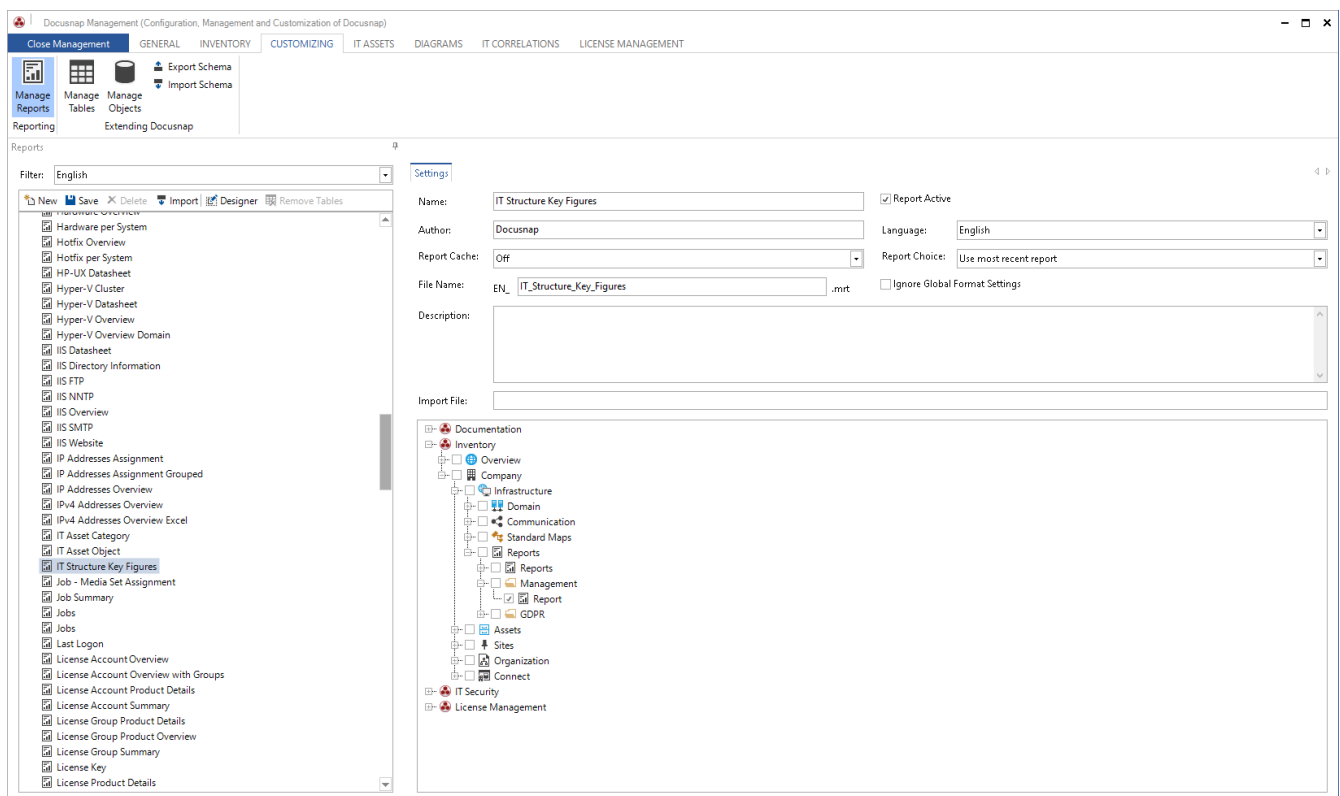 Docusnap Management (Configuration, Management and Customization of Docusnap)
Close Management GENERAL INVENTORY CUSTOMIZING IT ASSETS DIAGRAMS IT CORRELATIONS LICENSE MANAGEMENT
Manage Reports
Manage Tables
Manage Objects
Export Schema
Import Schema
Reporting
Extending Docusnap
Reports
Filter: English
New Save Delete Import Designer Remove Tables
Hardware Overview
Hardware per System
Hotfix Overview
Hotfix per System
HP-UX Datasheet
Hyper-V Cluster
Hyper-V Datasheet
Hyper-V Overview
Hyper-V Overview Domain
IIS Datasheet
IIS Directory Information
IIS FTP
IIS NNTP
IIS Overview
IIS SMTP
IIS Website
IP Addresses Assignment
IP Addresses Assignment Grouped
IP Addresses Overview
IPv4 Addresses Overview
IPv4 Addresses Overview Excel
IT Asset Category
IT Asset Object
IT Structure Key Figures
Job - Media Set Assignment
Job Summary
Jobs
Jobs
Last Logon
License Account Overview
License Account Overview with Groups
License Account Product Details
License Account Summary
License Group Product Details
License Group Product Overview
License Group Summary
License Key
License Product Details
Settings
Name: IT Structure Key Figures
Report Active
Author: Docusnap
Language: English
Report Cache: Off
Report Choice: Use most recent report
File Name: EN_ IT_Structure_Key_Figures .mrt
Ignore Global Format Settings
Description:
Import File:
Documentation
Inventory
Overview
Company
Infrastructure
Domain
Communication
Standard Maps
Reports
Reports
Management
Report
GDPR
Assets
Sites
Organization
Connect
IT Security
License Management